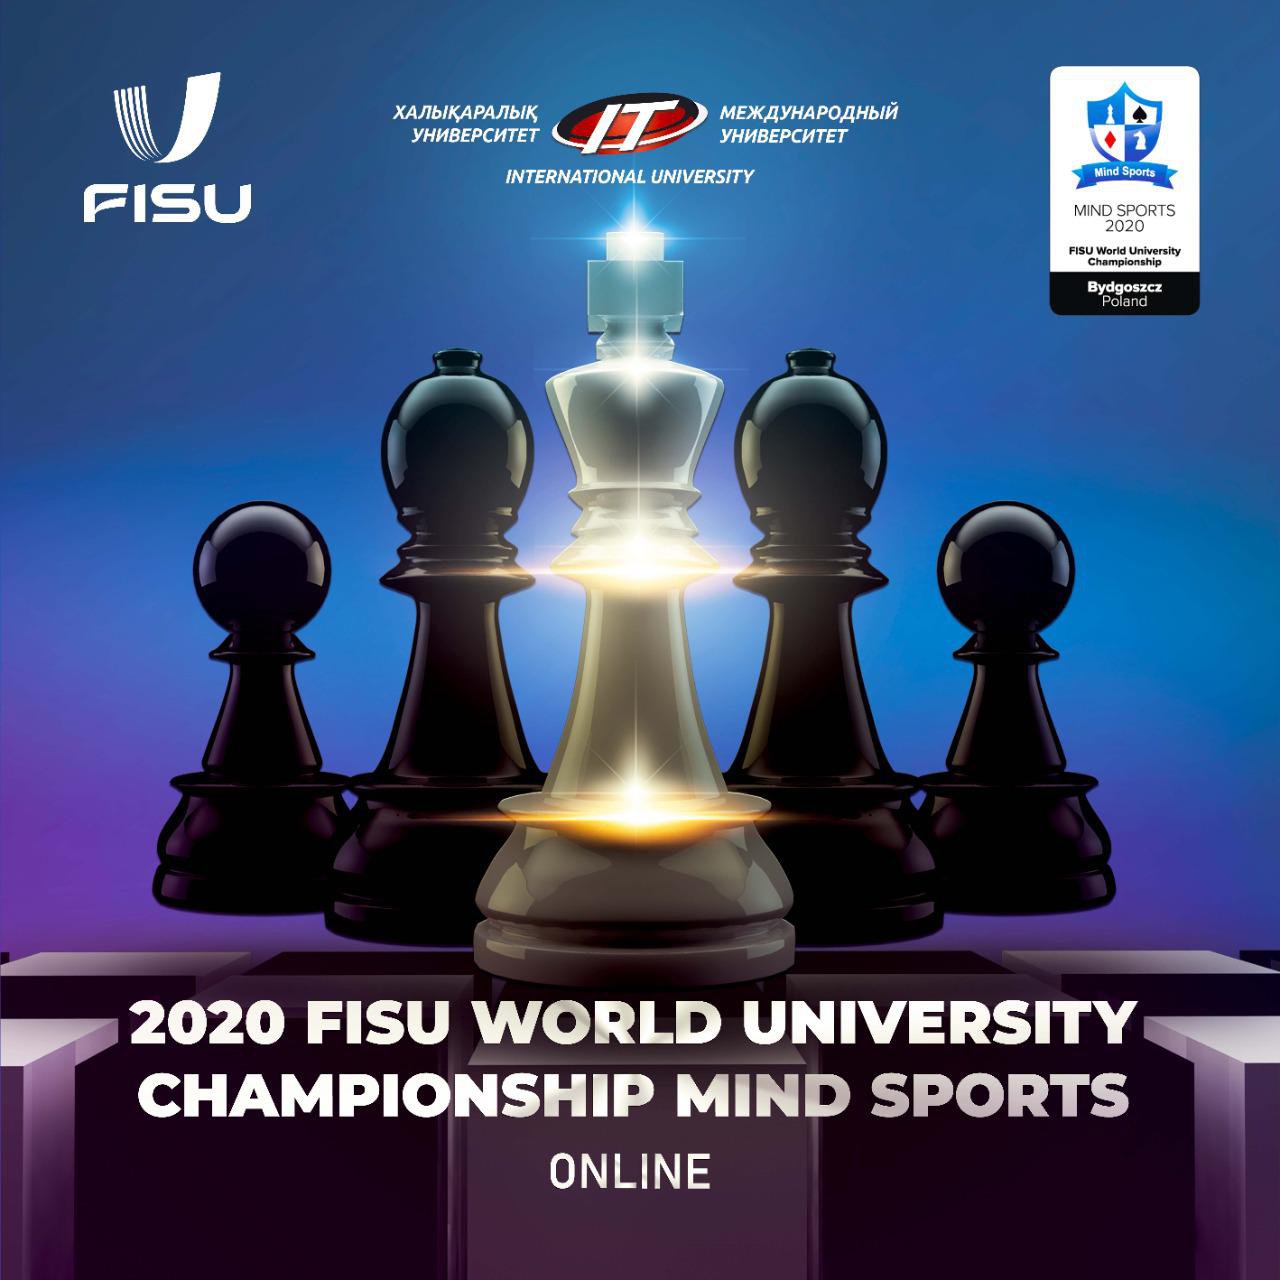 FISU
ХАЛЫҚАРАЛЫҚ
УНИВЕРСИТЕТ
IT
МЕЖДУНАРОДНЫЙ
УНИВЕРСИТЕТ
INTERNATIONAL UNIVERSITY
Mind Sports
MIND SPORTS
2020
FISU World University
Championship
Bydgoszcz
Poland
2020 FISU WORLD UNIVERSITY
CHAMPIONSHIP MIND SPORTS
ONLINE